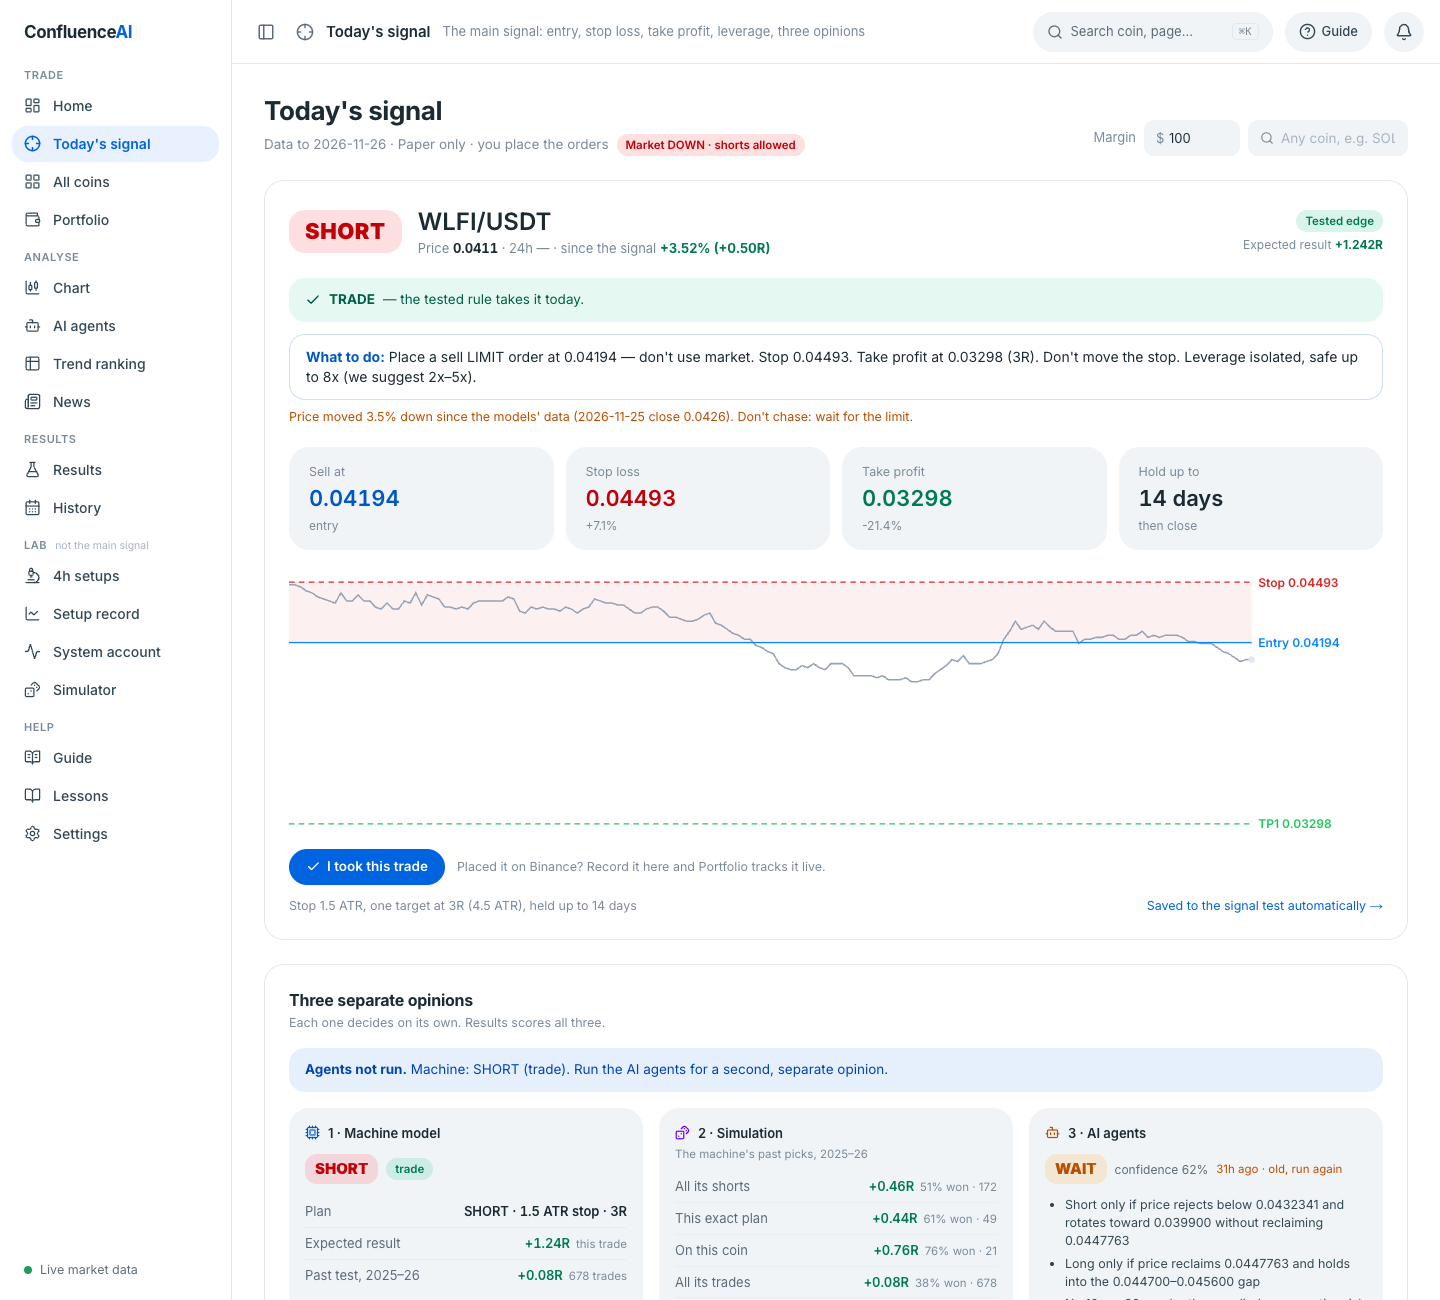 ConfluenceAI
TRADE
Home
Today's signal
All coins
Portfolio
ANALYSE
Chart
AI agents
Trend ranking
News
RESULTS
Results
History
LAB not the main signal
4h setups
Setup record
System account
Simulator
HELP
Guide
Lessons
Settings
Live market data
Today's signal The main signal: entry, stop loss, take profit, leverage, three opinions
Search coin, page... ⌘K
Guide
Today's signal
Data to 2026-11-26 · Paper only · you place the orders Market DOWN · shorts allowed
Margin $ 100 Any coin, e.g. SOL
SHORT
WLFI/USDT
Price 0.0411 · 24h — · since the signal +3.52% (+0.50R)
Tested edge
Expected result +1.242R
TRADE — the tested rule takes it today.
What to do: Place a sell LIMIT order at 0.04194 — don't use market. Stop 0.04493. Take profit at 0.03298 (3R). Don't move the stop. Leverage isolated, safe up
to 8x (we suggest 2x–5x).
Price moved 3.5% down since the models' data (2026-11-25 close 0.0426). Don't chase: wait for the limit.
Sell at
0.04194
entry
Stop loss
0.04493
+7.1%
Take profit
0.03298
-21.4%
Hold up to
14 days
then close
Stop 0.04493
Entry 0.04194
TP1 0.03298
I took this trade
Placed it on Binance? Record it here and Portfolio tracks it live.
Stop 1.5 ATR, one target at 3R (4.5 ATR), held up to 14 days
Saved to the signal test automatically →
Three separate opinions
Each one decides on its own. Results scores all three.
Agents not run. Machine: SHORT (trade). Run the AI agents for a second, separate opinion.
1 · Machine model
SHORT trade
Plan SHORT · 1.5 ATR stop · 3R
Expected result +1.24R this trade
Past test, 2025–26 +0.08R 678 trades
2 · Simulation
The machine's past picks, 2025–26
All its shorts +0.46R 51% won · 172
This exact plan +0.44R 61% won · 49
On this coin +0.76R 76% won · 21
All its trades +0.08R 38% won · 678
3 · AI agents
WAIT confidence 62% 31h ago · old, run again
• Short only if price rejects below 0.0432341 and
rotates toward 0.039900 without reclaiming
0.0447763
• Long only if price reclaims 0.0447763 and holds
into the 0.044700–0.045600 gap